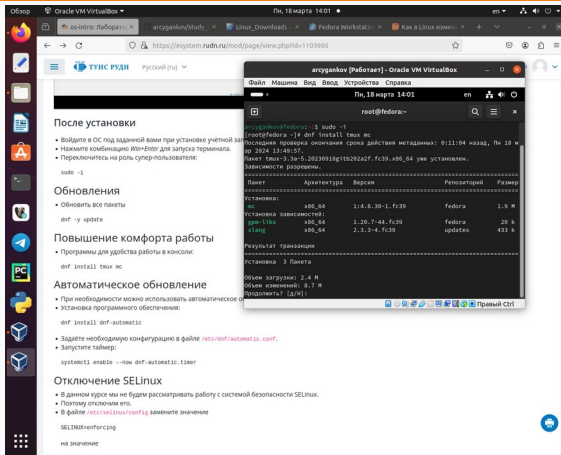 Обзор
Oracle VM VirtualBox
Пн, 18 марта 14:01
en
os-intro: Лаборато
arcygankov/study_
Linux_Downloads
Fedora Workstatio
Как в Linux измени
https://esystem.rudn.ru/mod/page/view.php?id=1103905
ТУИС РУДН
Русский (ru)
После установки
Войдите в ОС под заданной вами при установке учётной за
Нажмите комбинацию Win+Enter для запуска терминала.
Переключитесь на роль супер-пользователя:
sudo -i
Обновления
Обновить все пакеты
dnf -y update
Повышение комфорта работы
Программы для удобства работы в консоли:
dnf install tmux mc
Автоматическое обновление
При необходимости можно использовать автоматическое о
Установка программного обеспечения:
dnf install dnf-automatic
Задаёте необходимую конфигурацию в файле /etc/dnf/automatic.conf.
Запустите таймер:
systemctl enable --now dnf-automatic.timer
Отключение SELinux
В данном курсе мы не будем рассматривать работу с системой безопасности SELinux.
Поэтому отключим его.
В файле /etc/selinux/config замените значение
SELINUX=enforcing
на значение
arcygankov [Работает] - Oracle VM VirtualBox
Файл Машина Вид Ввод Устройства Справка
Пн, 18 марта 14:01
en
root@fedora:~
arcygankov@fedora:~$ sudo -i
[root@fedora ~]# dnf install tmux mc
Последняя проверка окончания срока действия метаданных: 0:11:04 назад, Пн 18 м
ар 2024 13:49:57.
Пакет tmux-3.3a-5.20230918gitb202a2f.fc39.x86_64 уже установлен.
Зависимости разрешены.
Пакет Архитектура Версия Репозиторий Размер
Установка:
mc x86_64 1:4.8.30-1.fc39 fedora 1.9 M
Установка зависимостей:
gpm-libs x86_64 1.20.7-44.fc39 fedora 20 k
slang x86_64 2.3.3-4.fc39 updates 433 k
Результат транзакции
Установка 3 Пакета
Объем загрузки: 2.4 M
Объем изменений: 8.7 M
Продолжить? [д/Н]:
Правый Ctrl